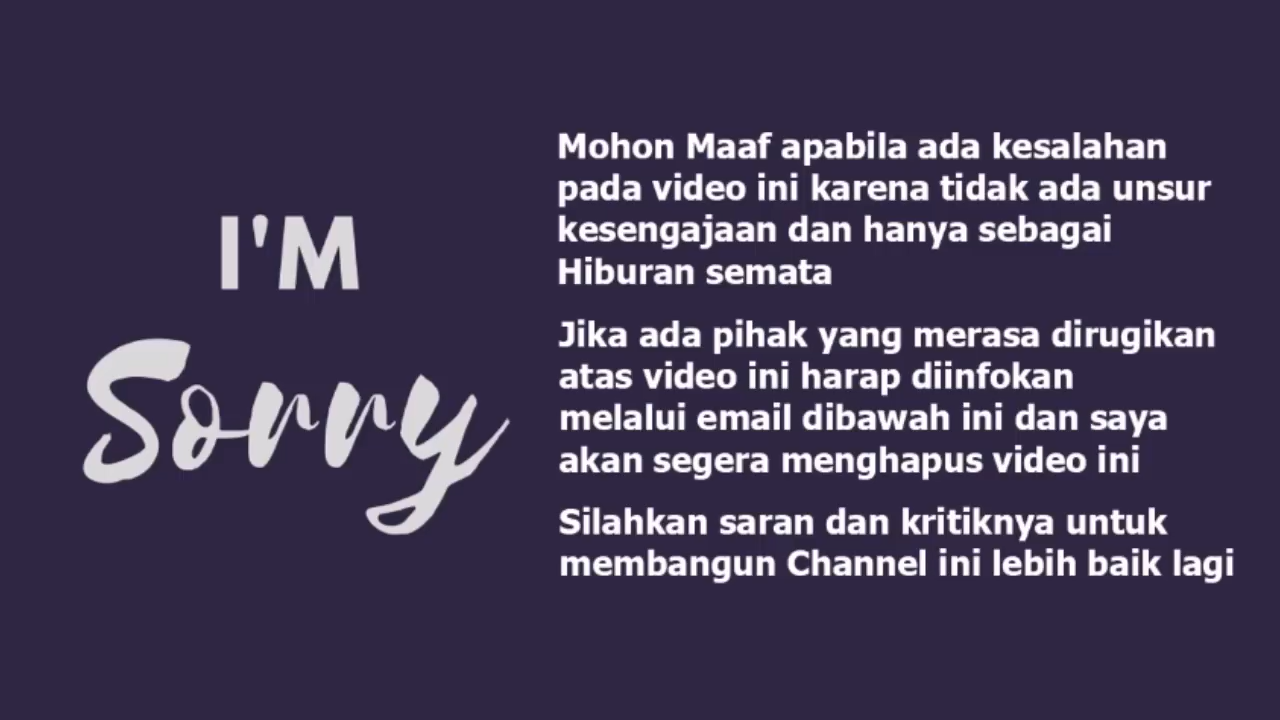 I'M
Sorry
Mohon Maaf apabila ada kesalahan
pada video ini karena tidak ada unsur
kesengajaan dan hanya sebagai
Hiburan semata
Jika ada pihak yang merasa dirugikan
atas video ini harap diinfokan
melalui email dibawah ini dan saya
akan segera menghapus video ini
Silahkan saran dan kritiknya untuk
membangun Channel ini lebih baik lagi